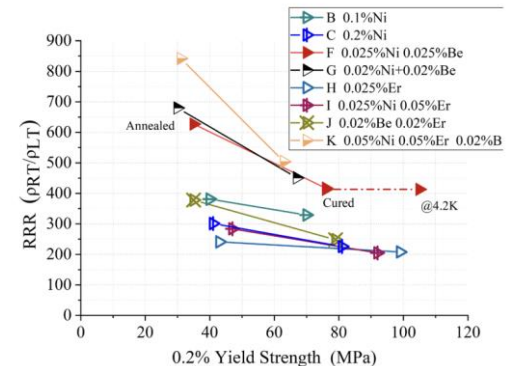 B 0.1%Ni
C 0.2%Ni
F 0.025%Ni 0.025%Be
G 0.02%Ni+0.02%Be
H 0.025%Er
I 0.025%Ni 0.05%Er
J 0.02%Be 0.02%Er
K 0.05%Ni 0.05%Er 0.02%B
900
800
700
600
500
400
300
200
100
0
RRR (ρRT/ρLT)
Annealed
Cured
@4.2K
0 20 40 60 80 100 120
0.2% Yield Strength (MPa)